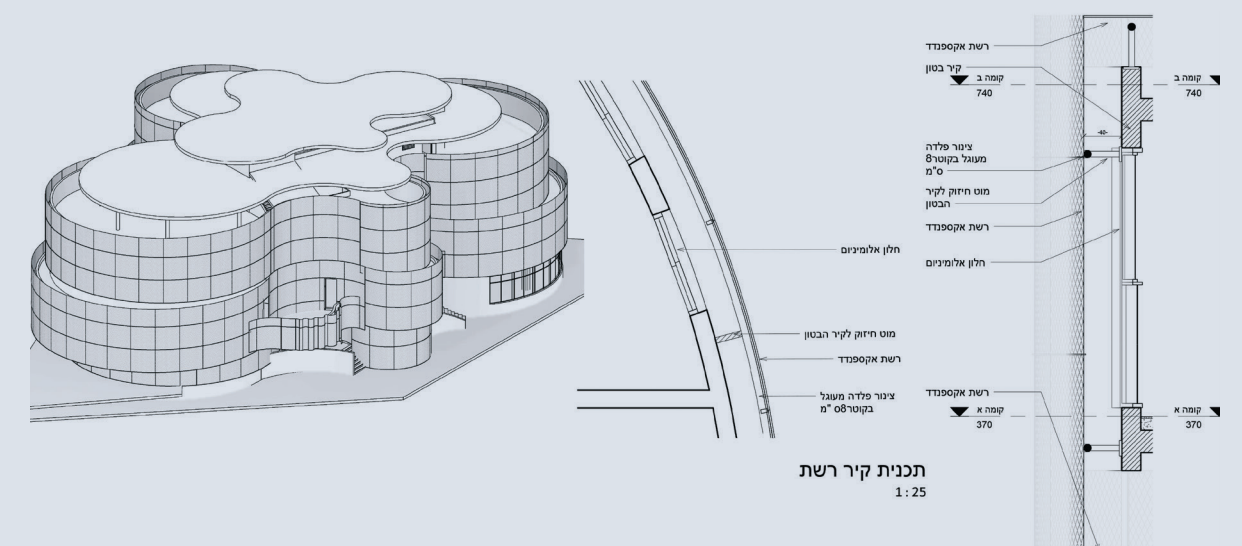 חלון אלומיניום
מוט חיזוק לקיר הבטון
רשת אקספנדד
צינור פלדה מעוגל
בקוטר8ס "מ
תכנית קיר רשת
1:25
רשת אקספנדד
קיר בטון
קומה ב
740
קומה ב
740
-40-
צינור פלדה
מעוגל בקוטר8
ס"מ
מוט חיזוק לקיר
הבטון
רשת אקספנדד
חלון אלומיניום
רשת אקספנדד
קומה א
370
קומה א
370